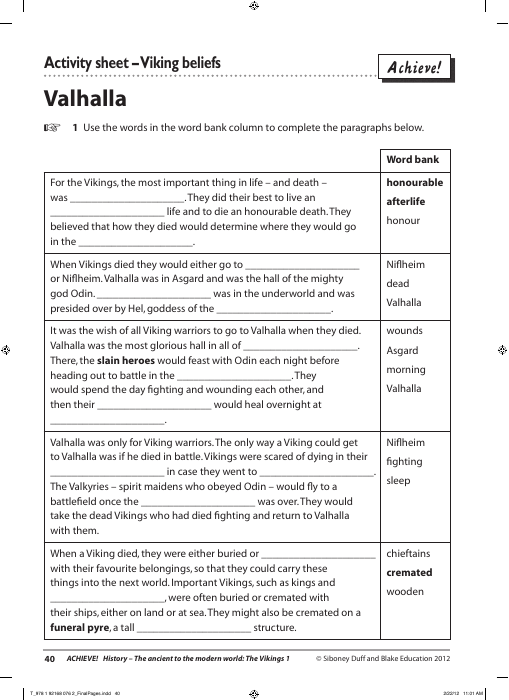 Activity sheet – Viking beliefs
Achieve!
Valhalla
1 Use the words in the word bank column to complete the paragraphs below.
Word bank
For the Vikings, the most important thing in life – and death –
was ______________________. They did their best to live an
______________________ life and to die an honourable death. They
believed that how they died would determine where they would go
in the ______________________.
honourable
afterlife
honour
When Vikings died they would either go to ______________________
or Niflheim. Valhalla was in Asgard and was the hall of the mighty
god Odin. ______________________ was in the underworld and was
presided over by Hel, goddess of the ______________________.
Niflheim
dead
Valhalla
It was the wish of all Viking warriors to go to Valhalla when they died.
Valhalla was the most glorious hall in all of ______________________.
There, the slain heroes would feast with Odin each night before
heading out to battle in the ______________________. They
would spend the day fighting and wounding each other, and
then their ______________________ would heal overnight at
______________________.
wounds
Asgard
morning
Valhalla
Valhalla was only for Viking warriors. The only way a Viking could get
to Valhalla was if he died in battle. Vikings were scared of dying in their
______________________ in case they went to ______________________.
The Valkyries – spirit maidens who obeyed Odin – would fly to a
battlefield once the ______________________ was over. They would
take the dead Vikings who had died fighting and return to Valhalla
with them.
Niflheim
fighting
sleep
When a Viking died, they were either buried or ______________________
with their favourite belongings, so that they could carry these
things into the next world. Important Vikings, such as kings and
______________________, were often buried or cremated with
their ships, either on land or at sea. They might also be cremated on a
funeral pyre, a tall ______________________ structure.
chieftains
cremated
wooden
40 ACHIEVE! History – The ancient to the modern world: The Vikings 1 © Siboney Duff and Blake Education 2012